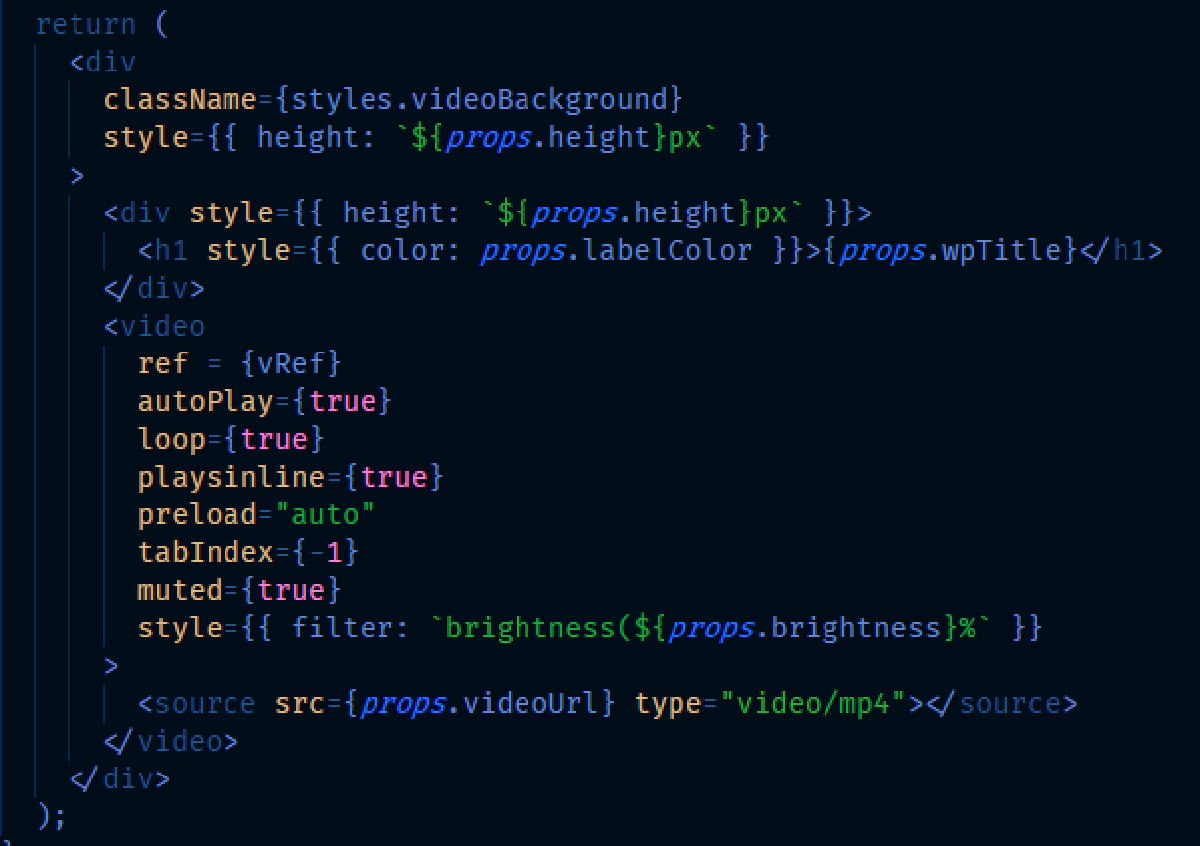 return (
<div
className={styles.videoBackground}
style={{ height: `${props.height}px` }}
>
<div style={{ height: `${props.height}px` }}>
<h1 style={{ color: props.labelColor }}>{props.wpTitle}</h1>
</div>
<video
ref = {vRef}
autoPlay={true}
loop={true}
playsinline={true}
preload="auto"
tabIndex={-1}
muted={true}
style={{ filter: `brightness(${props.brightness}%` }}
>
<source src={props.videoUrl} type="video/mp4"></source>
</video>
</div>
);